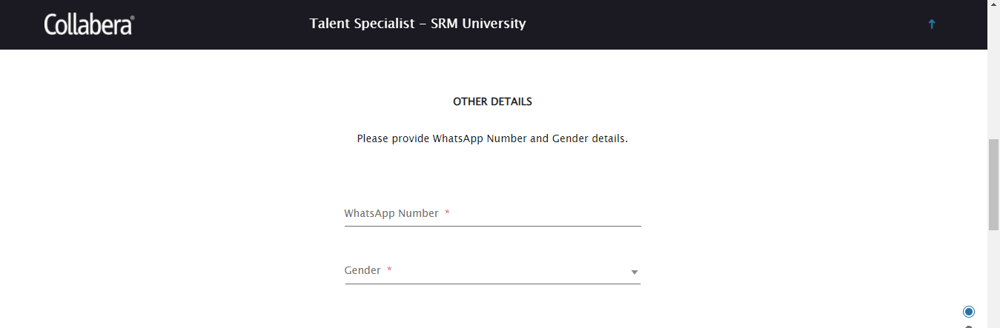 Collabera®
Talent Specialist – SRM University
OTHER DETAILS
Please provide WhatsApp Number and Gender details.
WhatsApp Number *
Gender *